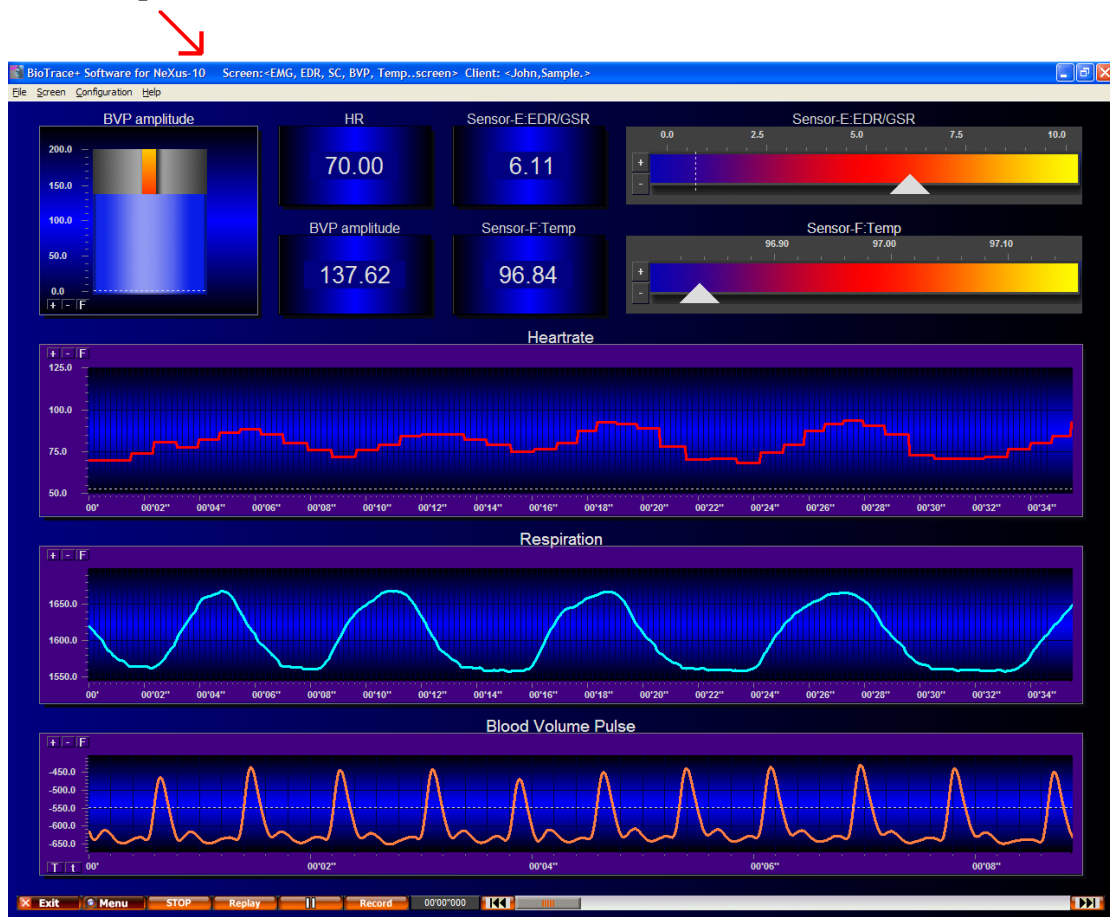 BioTrace+ Software for NeXus-10 Screen:<EMG, EDR, SC, BVP, Temp..screen> Client: <John,Sample.>
File Screen Configuration Help
BVP amplitude
200.0
150.0
100.0
50.0
0.0
+ - F
HR
70.00
Sensor-E:EDR/GSR
6.11
BVP amplitude
137.62
Sensor-F:Temp
96.84
Sensor-E:EDR/GSR
0.0 2.5 5.0 7.5 10.0
+
-
Sensor-F:Temp
96.90 97.00 97.10
+
-
Heartrate
+ - F
125.0
100.0
75.0
50.0
00' 00'02" 00'04" 00'06" 00'08" 00'10" 00'12" 00'14" 00'16" 00'18" 00'20" 00'22" 00'24" 00'26" 00'28" 00'30" 00'32" 00'34"
Respiration
+ - F
1650.0
1600.0
1550.0
00' 00'02" 00'04" 00'06" 00'08" 00'10" 00'12" 00'14" 00'16" 00'18" 00'20" 00'22" 00'24" 00'26" 00'28" 00'30" 00'32" 00'34"
Blood Volume Pulse
+ - F
-450.0
-500.0
-550.0
-600.0
-650.0
T t 00' 00'02" 00'04" 00'06" 00'08"
Exit Menu STOP Replay Record 00'00"000